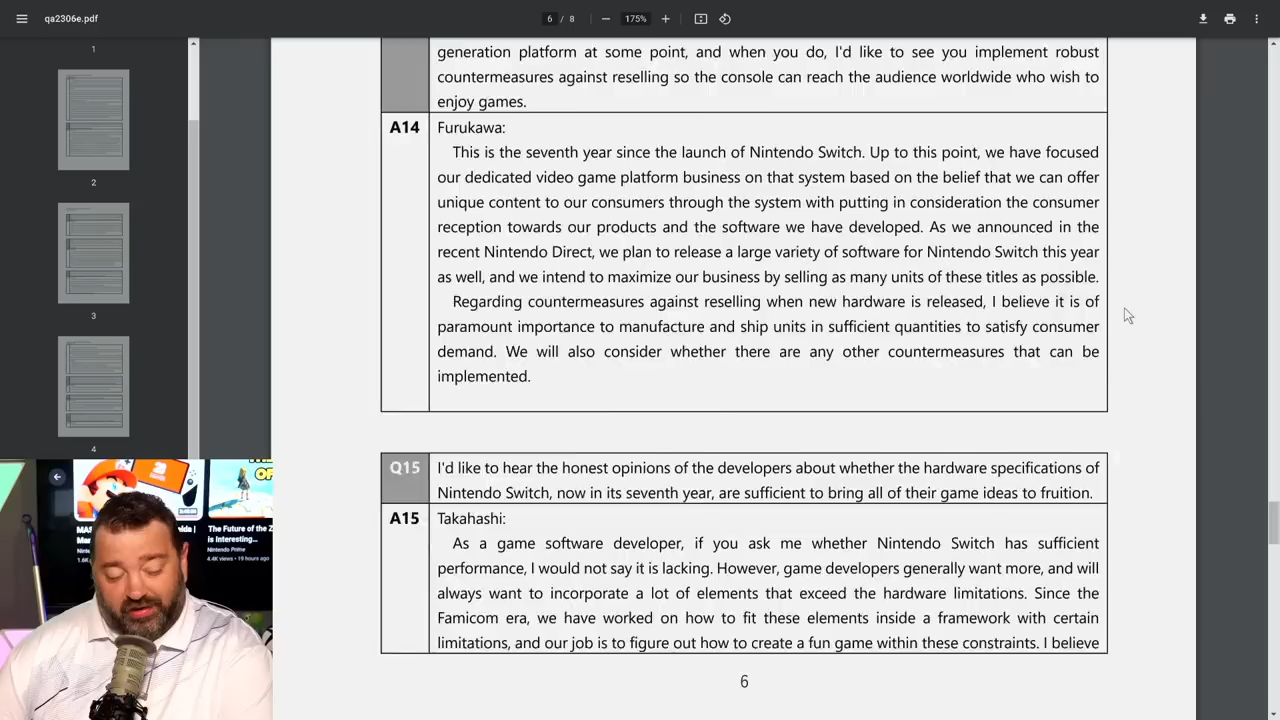 qa2306e.pdf
6 / 8
175%
1
2
3
4
generation platform at some point, and when you do, I'd like to see you implement robust
countermeasures against reselling so the console can reach the audience worldwide who wish to
enjoy games.
A14
Furukawa:
This is the seventh year since the launch of Nintendo Switch. Up to this point, we have focused
our dedicated video game platform business on that system based on the belief that we can offer
unique content to our consumers through the system with putting in consideration the consumer
reception towards our products and the software we have developed. As we announced in the
recent Nintendo Direct, we plan to release a large variety of software for Nintendo Switch this year
as well, and we intend to maximize our business by selling as many units of these titles as possible.
Regarding countermeasures against reselling when new hardware is released, I believe it is of
paramount importance to manufacture and ship units in sufficient quantities to satisfy consumer
demand. We will also consider whether there are any other countermeasures that can be
implemented.
Q15
I'd like to hear the honest opinions of the developers about whether the hardware specifications of
Nintendo Switch, now in its seventh year, are sufficient to bring all of their game ideas to fruition.
A15
Takahashi:
As a game software developer, if you ask me whether Nintendo Switch has sufficient
performance, I would not say it is lacking. However, game developers generally want more, and will
always want to incorporate a lot of elements that exceed the hardware limitations. Since the
Famicom era, we have worked on how to fit these elements inside a framework with certain
limitations, and our job is to figure out how to create a fun game within these constraints. I believe
6
The Future of the
is Interesting...
Nintendo Prime
4.4K views • 19 hours ago